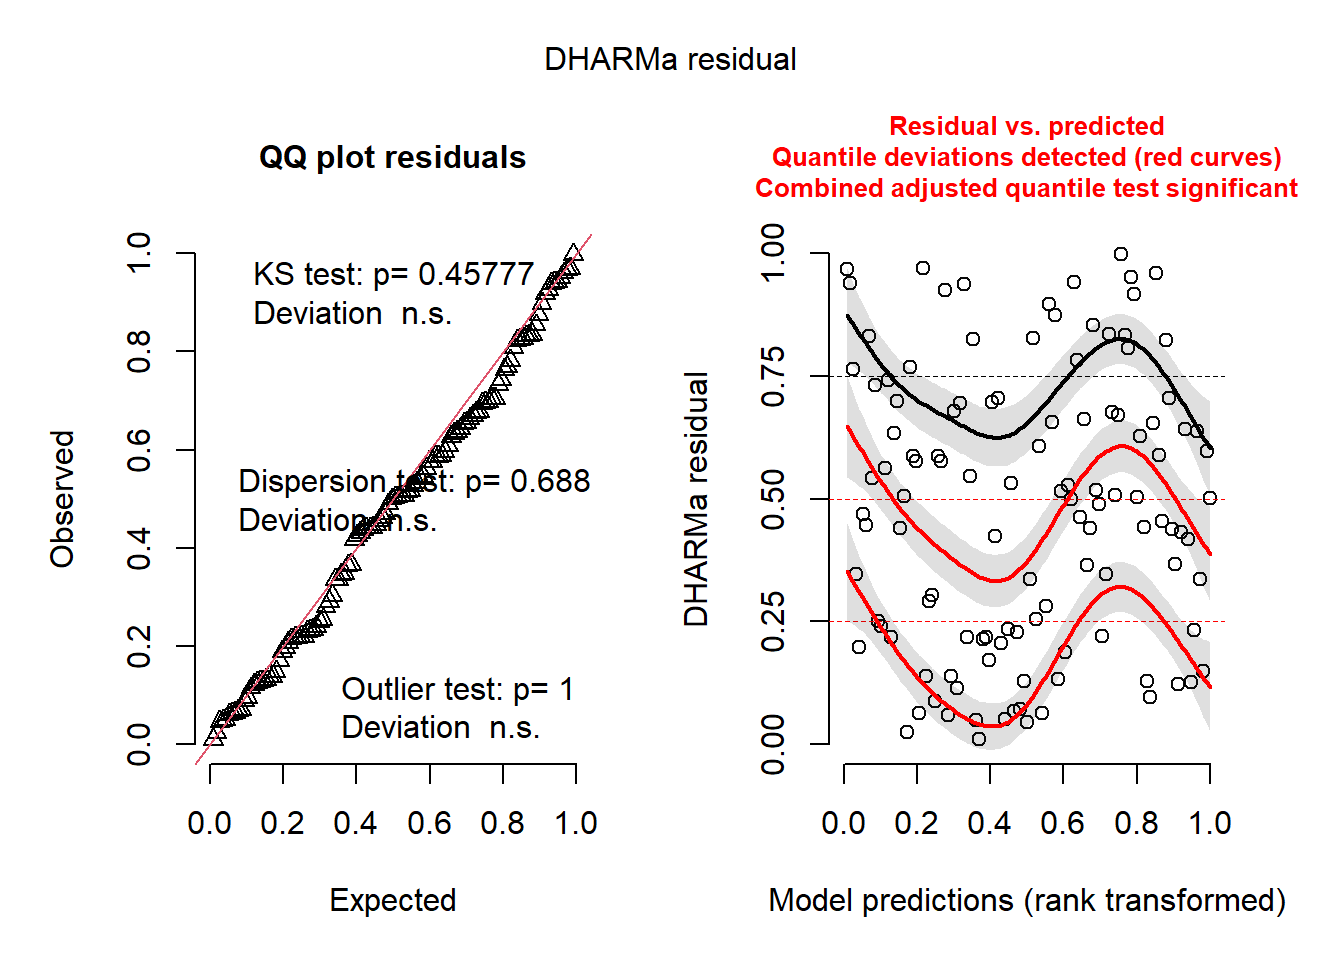 DHARMa residual
QQ plot residuals
KS test: p= 0.45777
Deviation  n.s.
Dispersion test: p= 0.688
Deviation  n.s.
Outlier test: p= 1
Deviation  n.s.
Observed
0.0
0.2
0.4
0.6
0.8
1.0
0.0 0.2 0.4 0.6 0.8 1.0
Expected
Residual vs. predicted
Quantile deviations detected (red curves)
Combined adjusted quantile test significant
DHARMa residual
0.00
0.25
0.50
0.75
1.00
0.0 0.2 0.4 0.6 0.8 1.0
Model predictions (rank transformed)